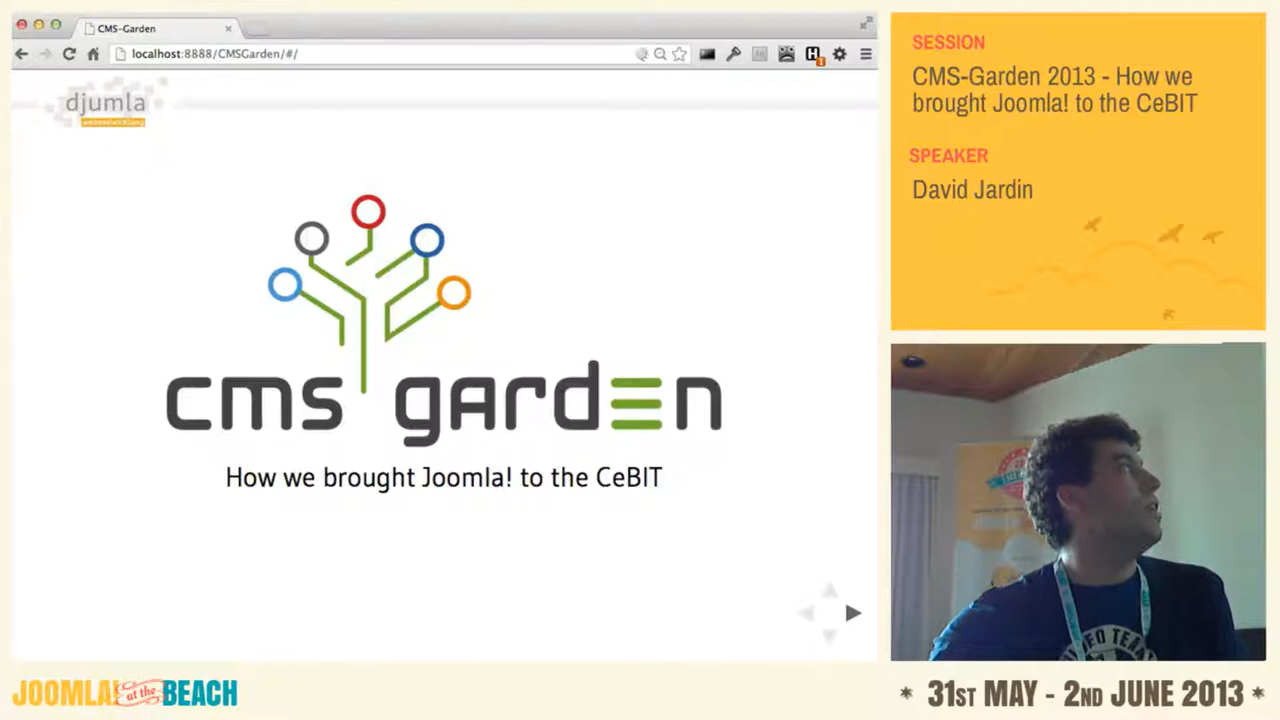 CMS-Garden
localhost:8888/CMSGarden/#/
djumla
cms garden
How we brought Joomla! to the CeBIT
SESSION
CMS-Garden 2013 - How we
brought Joomla! to the CeBIT
SPEAKER
David Jardin
JOOMLA! at the BEACH
* 31ST MAY - 2ND JUNE 2013 *